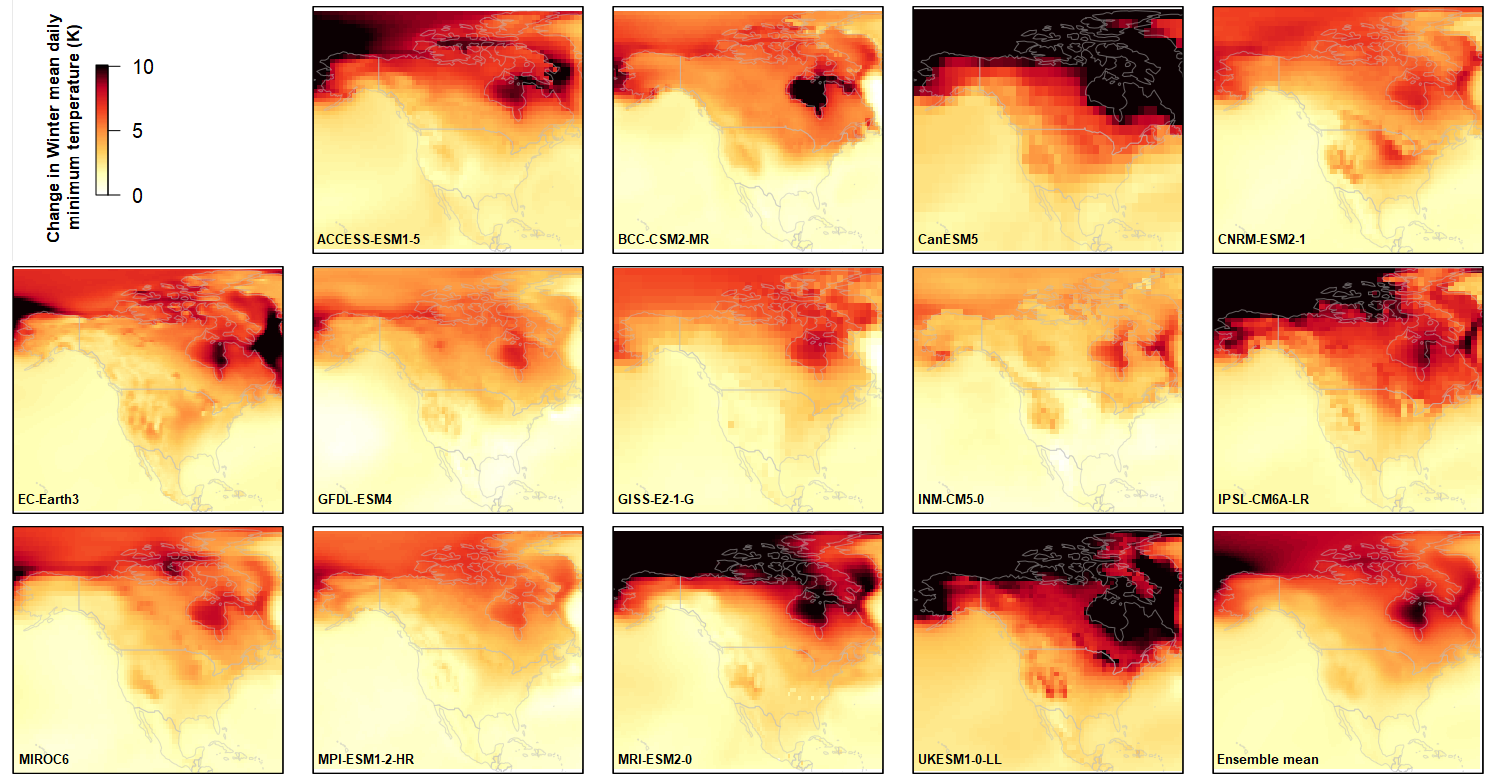 Change in Winter mean daily
minimum temperature (K)
10
5
0
ACCESS-ESM1-5
BCC-CSM2-MR
CanESM5
CNRM-ESM2-1
EC-Earth3
GFDL-ESM4
GISS-E2-1-G
INM-CM5-0
IPSL-CM6A-LR
MIROC6
MPI-ESM1-2-HR
MRI-ESM2-0
UKESM1-0-LL
Ensemble mean